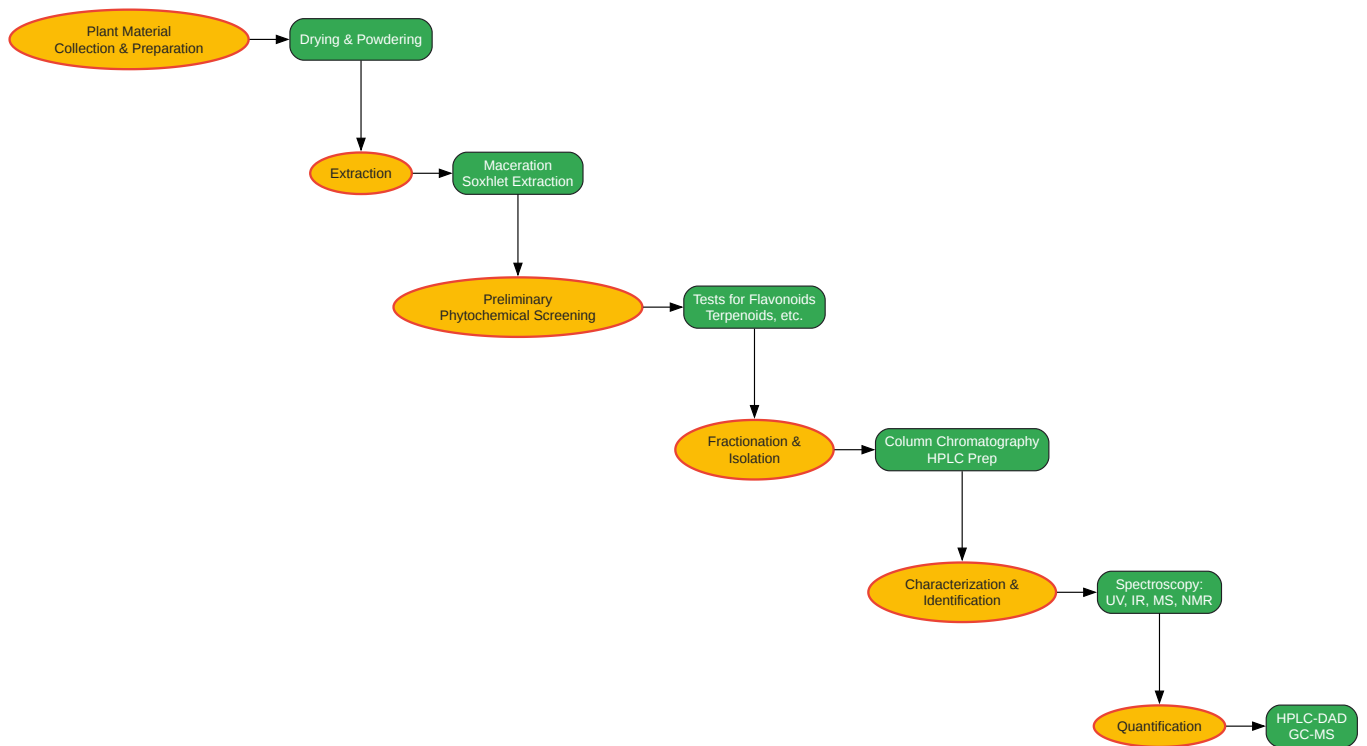 Plant Material
Collection & Preparation
Drying & Powdering
Extraction
Maceration
Soxhlet Extraction
Preliminary
Phytochemical Screening
Tests for Flavonoids
Terpenoids, etc.
Fractionation &
Isolation
Column Chromatography
HPLC Prep
Characterization &
Identification
Spectroscopy:
UV, IR, MS, NMR
Quantification
HPLC-DAD
GC-MS